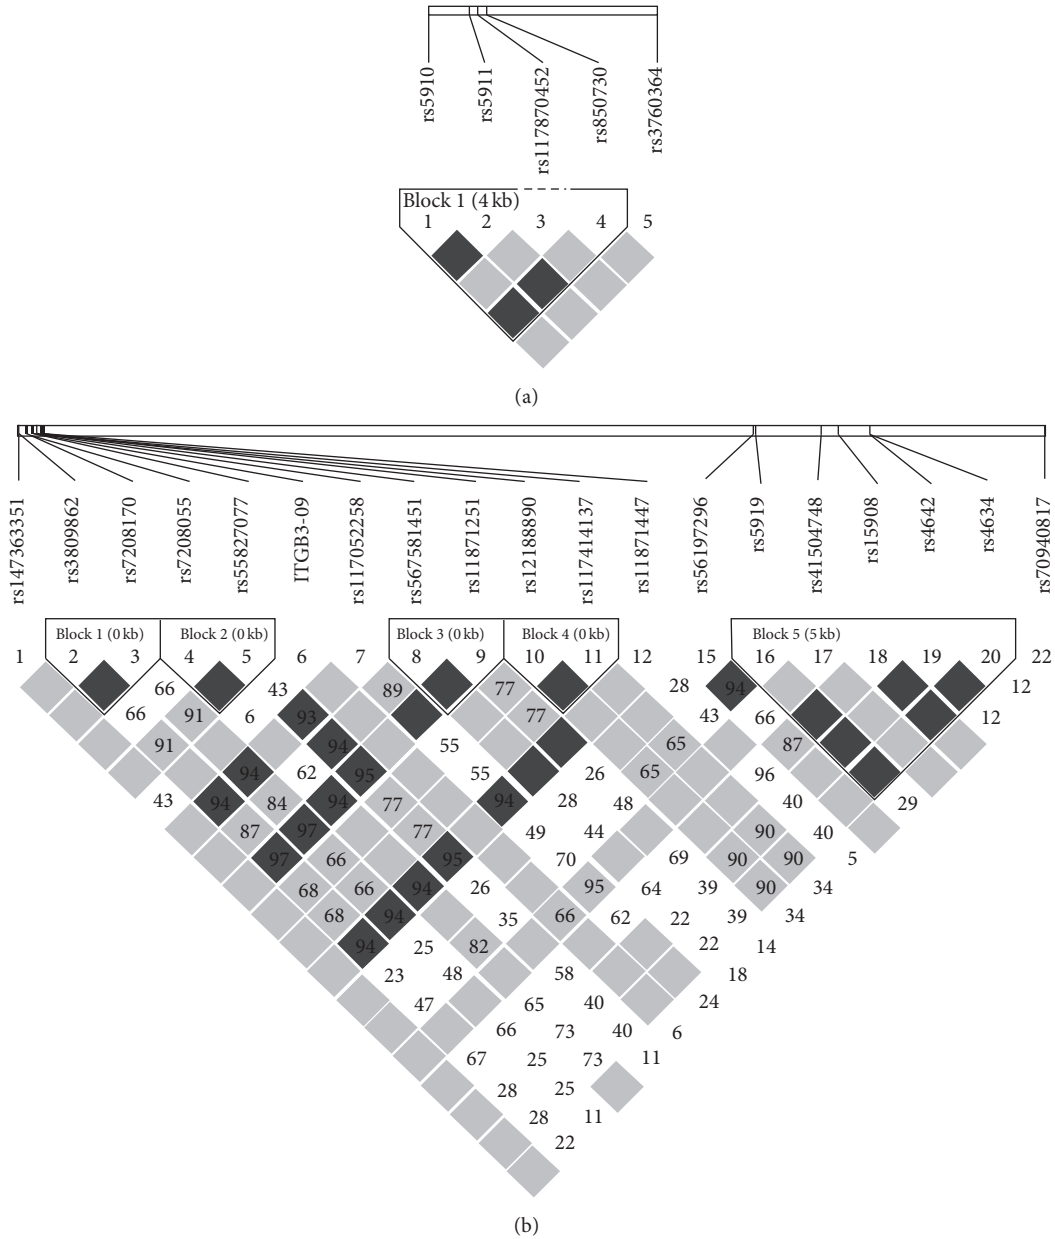 rs5910
rs5911
rs117870452
rs850730
rs3760364
Block 1 (4 kb)
1 2 3 4 5
(a)
rs147363351
rs3809862
rs7208170
rs7208055
rs55827077
ITGB3-09
rs117052258
rs567581451
rs11871251
rs12188890
rs117414137
rs11871447
rs56197296
rs5919
rs41504748
rs15908
rs4642
rs4634
rs70940817
Block 1 (0 kb) Block 2 (0 kb) Block 3 (0 kb) Block 4 (0 kb) Block 5 (5 kb)
1 2 3 4 5 6 7 8 9 10 11 12 15 16 17 18 19 20 22
66 43 89 77 28 94 12
66 91 6 93 77 43 66 12
91 94 55 65 87
94 62 95 55 26 65 96
43 94 84 94 77 94 28 48 40 29
87 97 77 49 44 90 40
97 66 95 70 69 90 90 5
68 66 94 26 95 64 39 90 34
68 94 35 66 62 22 39 34
94 25 82 22 14
23 48 58 18
47 65 40 24
66 73 40 6
67 25 73 11
28 25
28 11
22
(b)